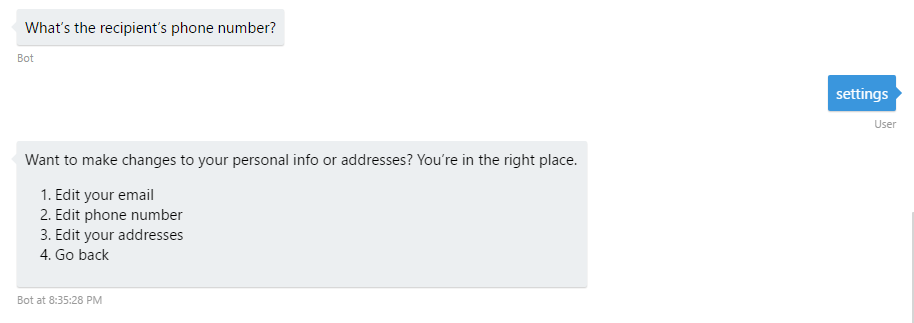 What’s the recipient’s phone number?
Bot
settings
User
Want to make changes to your personal info or addresses? You’re in the right place.
1. Edit your email
2. Edit phone number
3. Edit your addresses
4. Go back
Bot at 8:35:28 PM